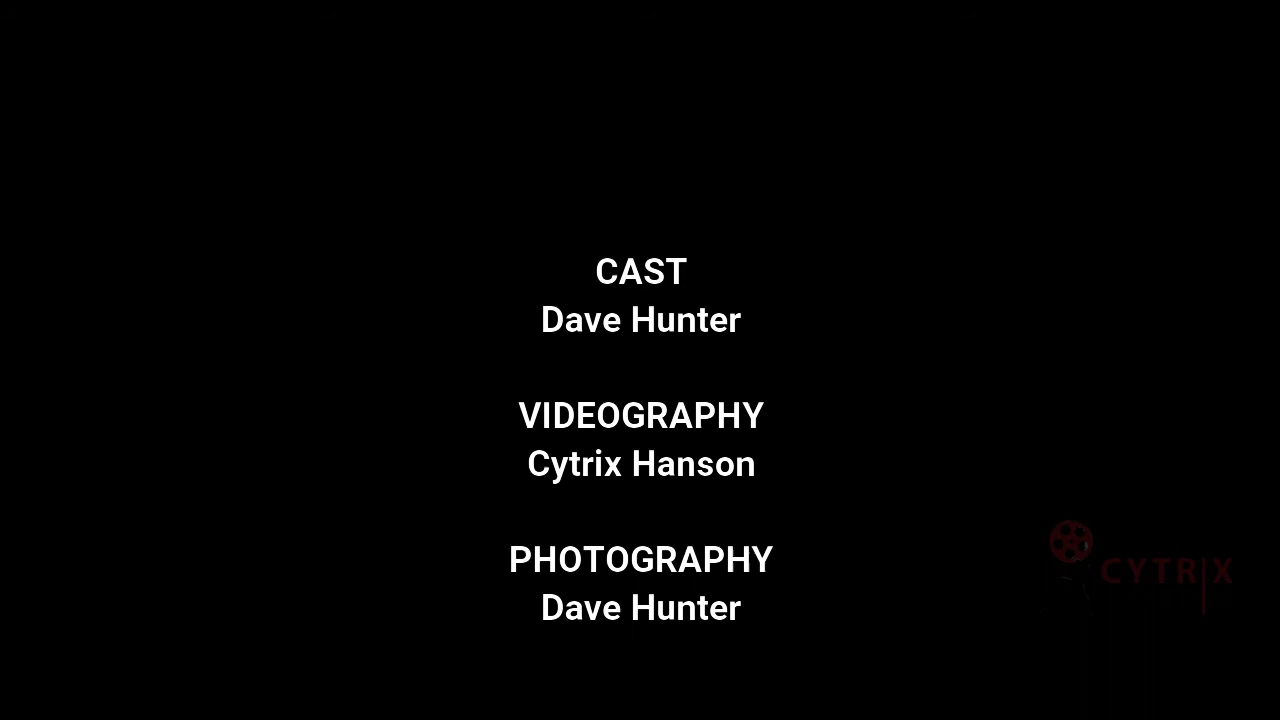 CAST
Dave Hunter
VIDEOGRAPHY
Cytrix Hanson
PHOTOGRAPHY
Dave Hunter
CYTRIX